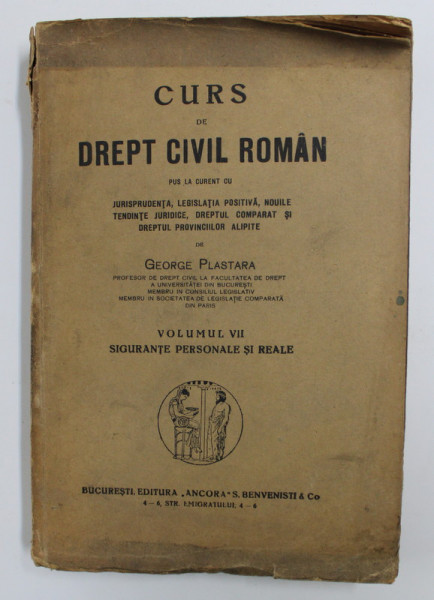 CURS
DE
DREPT CIVIL ROMÂN
PUS LA CURENT CU
JURISPRUDENȚA, LEGISLAȚIA POSITIVĂ, NOUILE
TENDINȚE JURIDICE, DREPTUL COMPARAT ȘI
DREPTUL PROVINCIILOR ALIPITE
DE
GEORGE PLASTARA
PROFESOR DE DREPT CIVIL LA FACULTATEA DE DREPT
A UNIVERSITĂȚEI DIN BUCUREȘTI
MEMBRU IN CONSILUL LEGISLATIV
MEMBRU IN SOCIETATEA DE LEGISLAȚIE COMPARATĂ
DIN PARIS
VOLUMUL VII
SIGURANȚE PERSONALE ȘI REALE
BUCUREȘTI, EDITURA „ANCORA" S. BENVENISTI & Co
4—6, STR. EMIGRATULUI, 4—6